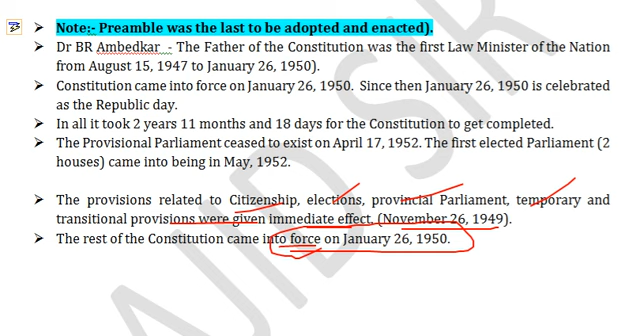 ➤ Note:- Preamble was the last to be adopted and enacted).
➤ Dr BR Ambedkar - The Father of the Constitution was the first Law Minister of the Nation
from August 15, 1947 to January 26, 1950).
➤ Constitution came into force on January 26, 1950. Since then January 26, 1950 is celebrated
as the Republic day.
➤ In all it took 2 years 11 months and 18 days for the Constitution to get completed.
➤ The Provisional Parliament ceased to exist on April 17, 1952. The first elected Parliament (2
houses) came into being in May, 1952.
➤ The provisions related to Citizenship, elections, provincial Parliament, temporary and
transitional provisions were given immediate effect. (November 26, 1949).
➤ The rest of the Constitution came into force on January 26, 1950.